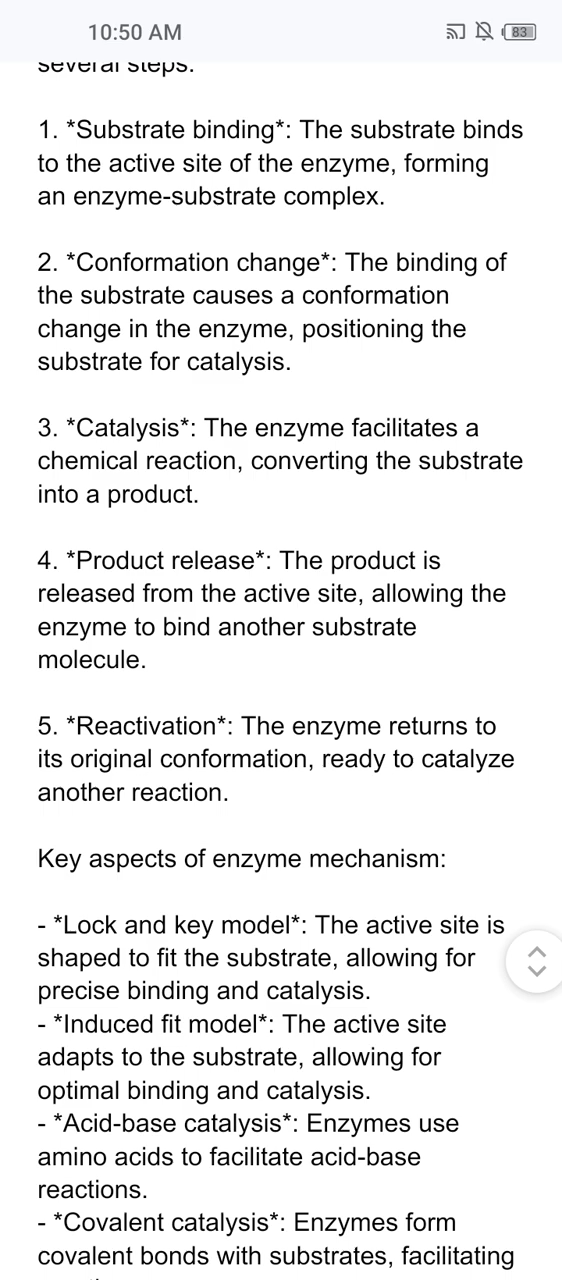 10:50 AM
83
several steps.
1. *Substrate binding*: The substrate binds
to the active site of the enzyme, forming
an enzyme-substrate complex.
2. *Conformation change*: The binding of
the substrate causes a conformation
change in the enzyme, positioning the
substrate for catalysis.
3. *Catalysis*: The enzyme facilitates a
chemical reaction, converting the substrate
into a product.
4. *Product release*: The product is
released from the active site, allowing the
enzyme to bind another substrate
molecule.
5. *Reactivation*: The enzyme returns to
its original conformation, ready to catalyze
another reaction.
Key aspects of enzyme mechanism:
- *Lock and key model*: The active site is
shaped to fit the substrate, allowing for
precise binding and catalysis.
- *Induced fit model*: The active site
adapts to the substrate, allowing for
optimal binding and catalysis.
- *Acid-base catalysis*: Enzymes use
amino acids to facilitate acid-base
reactions.
- *Covalent catalysis*: Enzymes form
covalent bonds with substrates, facilitating